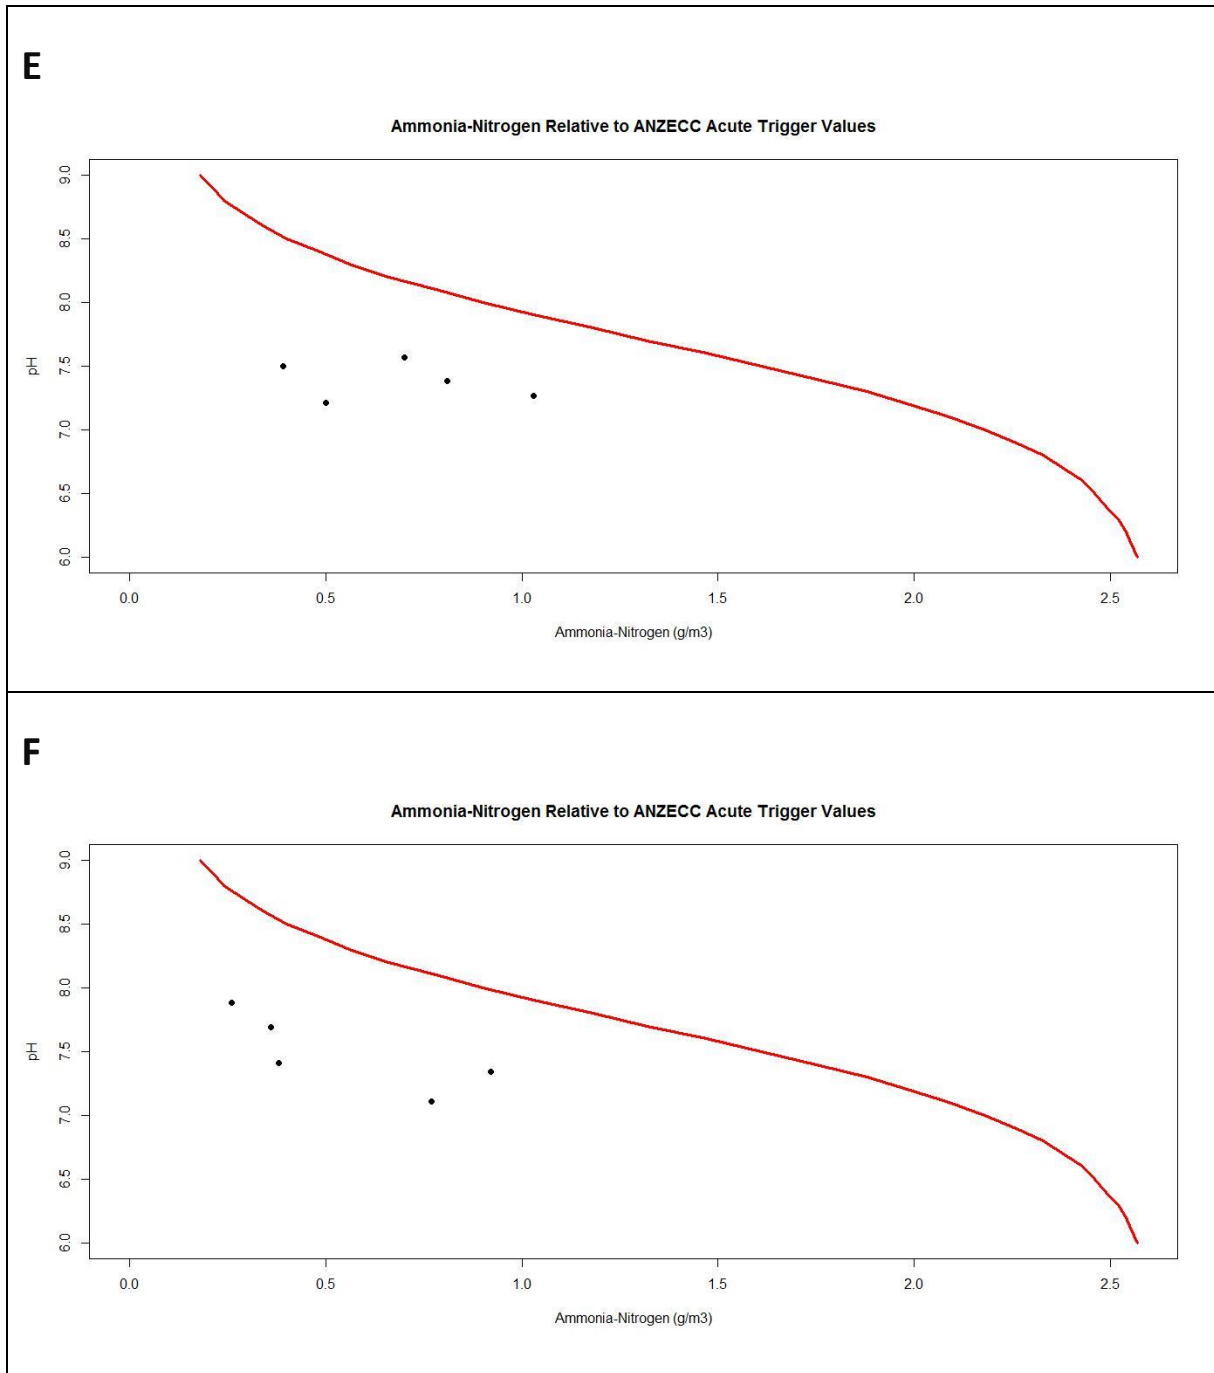 E
Ammonia-Nitrogen Relative to ANZECC Acute Trigger Values
9.0
8.5
8.0
7.5
7.0
6.5
6.0
pH
0.0 0.5 1.0 1.5 2.0 2.5
Ammonia-Nitrogen (g/m3)
F
Ammonia-Nitrogen Relative to ANZECC Acute Trigger Values
9.0
8.5
8.0
7.5
7.0
6.5
6.0
pH
0.0 0.5 1.0 1.5 2.0 2.5
Ammonia-Nitrogen (g/m3)